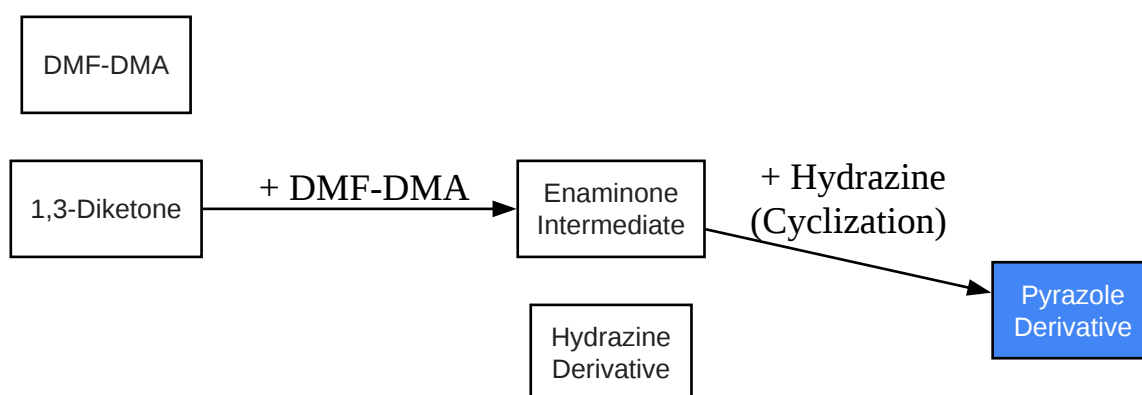 DMF-DMA
1,3-Diketone
+ DMF-DMA
Enaminone
Intermediate
+ Hydrazine
(Cyclization)
Hydrazine
Derivative
Pyrazole
Derivative